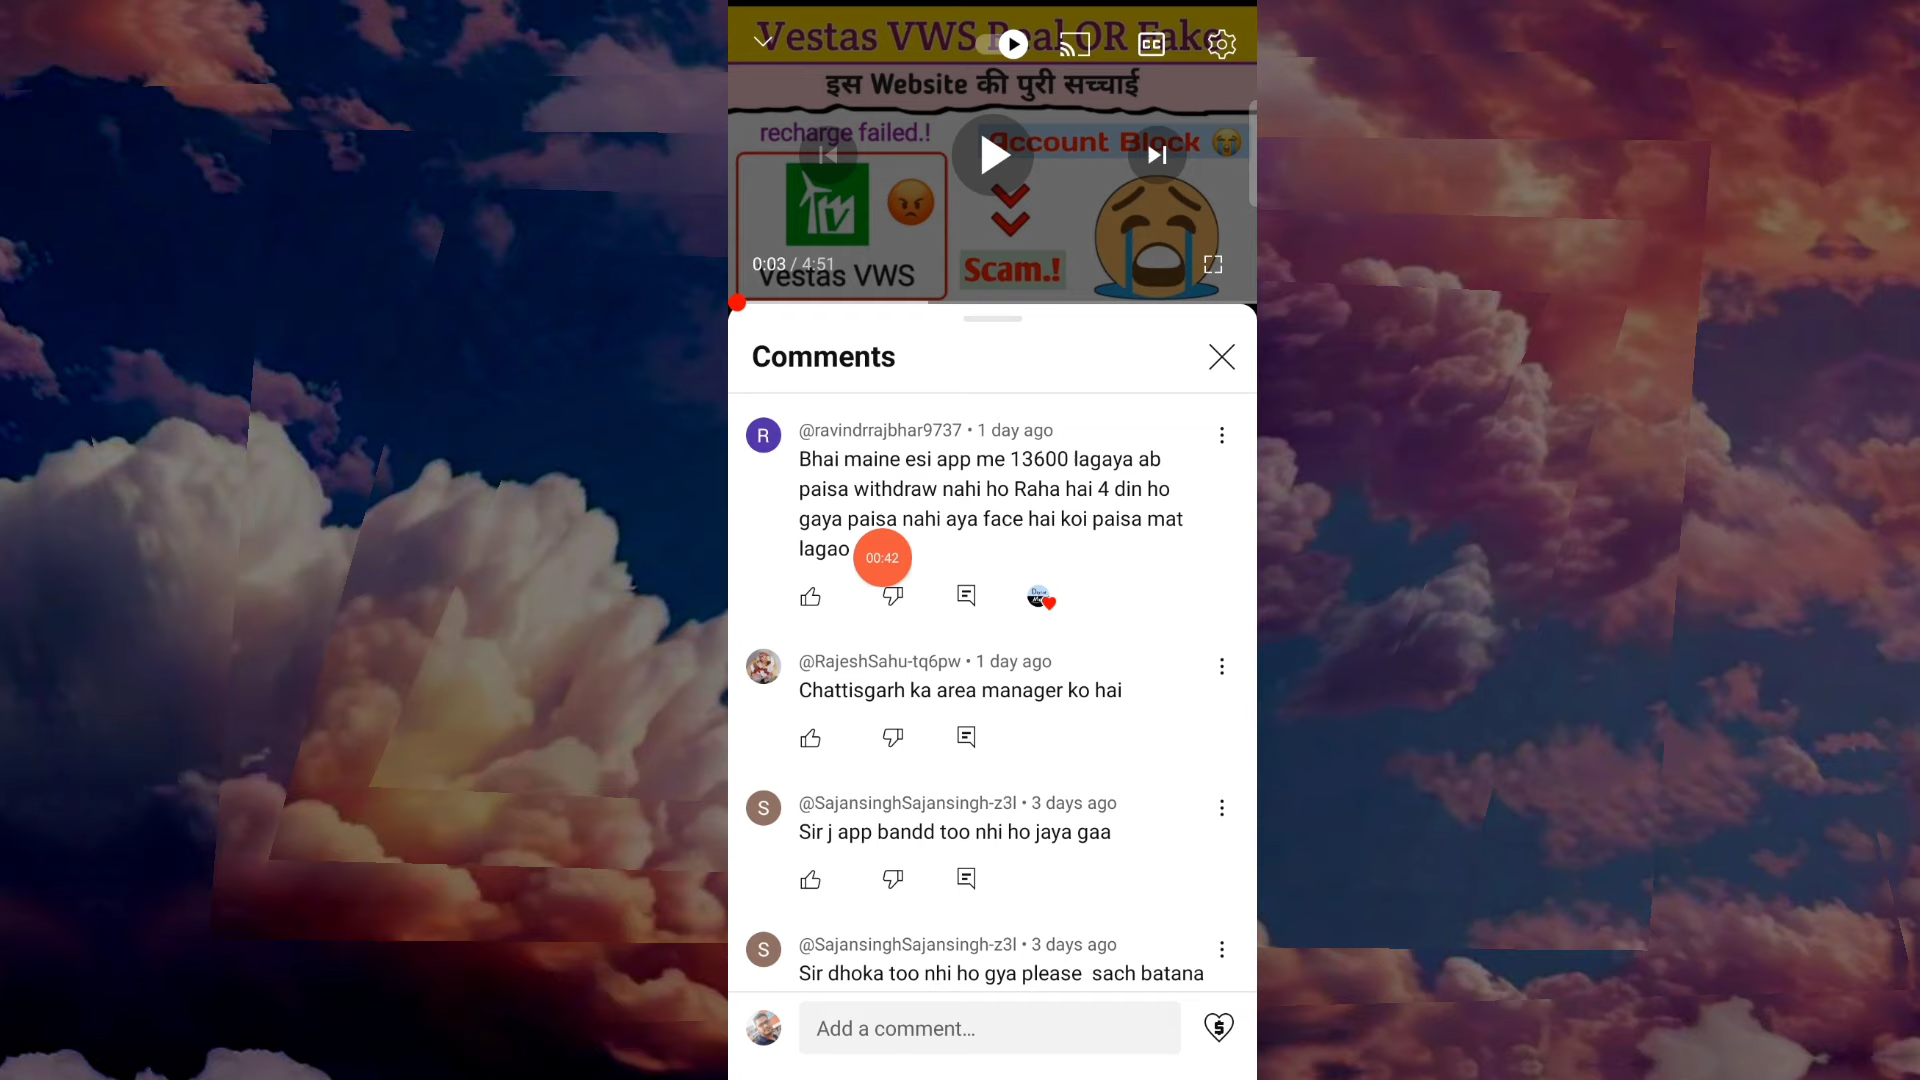 Vestas VWS Real OR Fake
इस Website की पुरी सच्चाई
recharge failed.!
Account Block
0:03 / 4:51
Vestas VWS
Scam.!
Comments
R
@ravindrrajbhar9737 • 1 day ago
Bhai maine esi app me 13600 lagaya ab
paisa withdraw nahi ho Raha hai 4 din ho
gaya paisa nahi aya face hai koi paisa mat
lagao
00:42
@RajeshSahu-tq6pw • 1 day ago
Chattisgarh ka area manager ko hai
S
@SajansinghSajansingh-z3l • 3 days ago
Sir j app bandd too nhi ho jaya gaa
S
@SajansinghSajansingh-z3l • 3 days ago
Sir dhoka too nhi ho gya please sach batana
Add a comment...